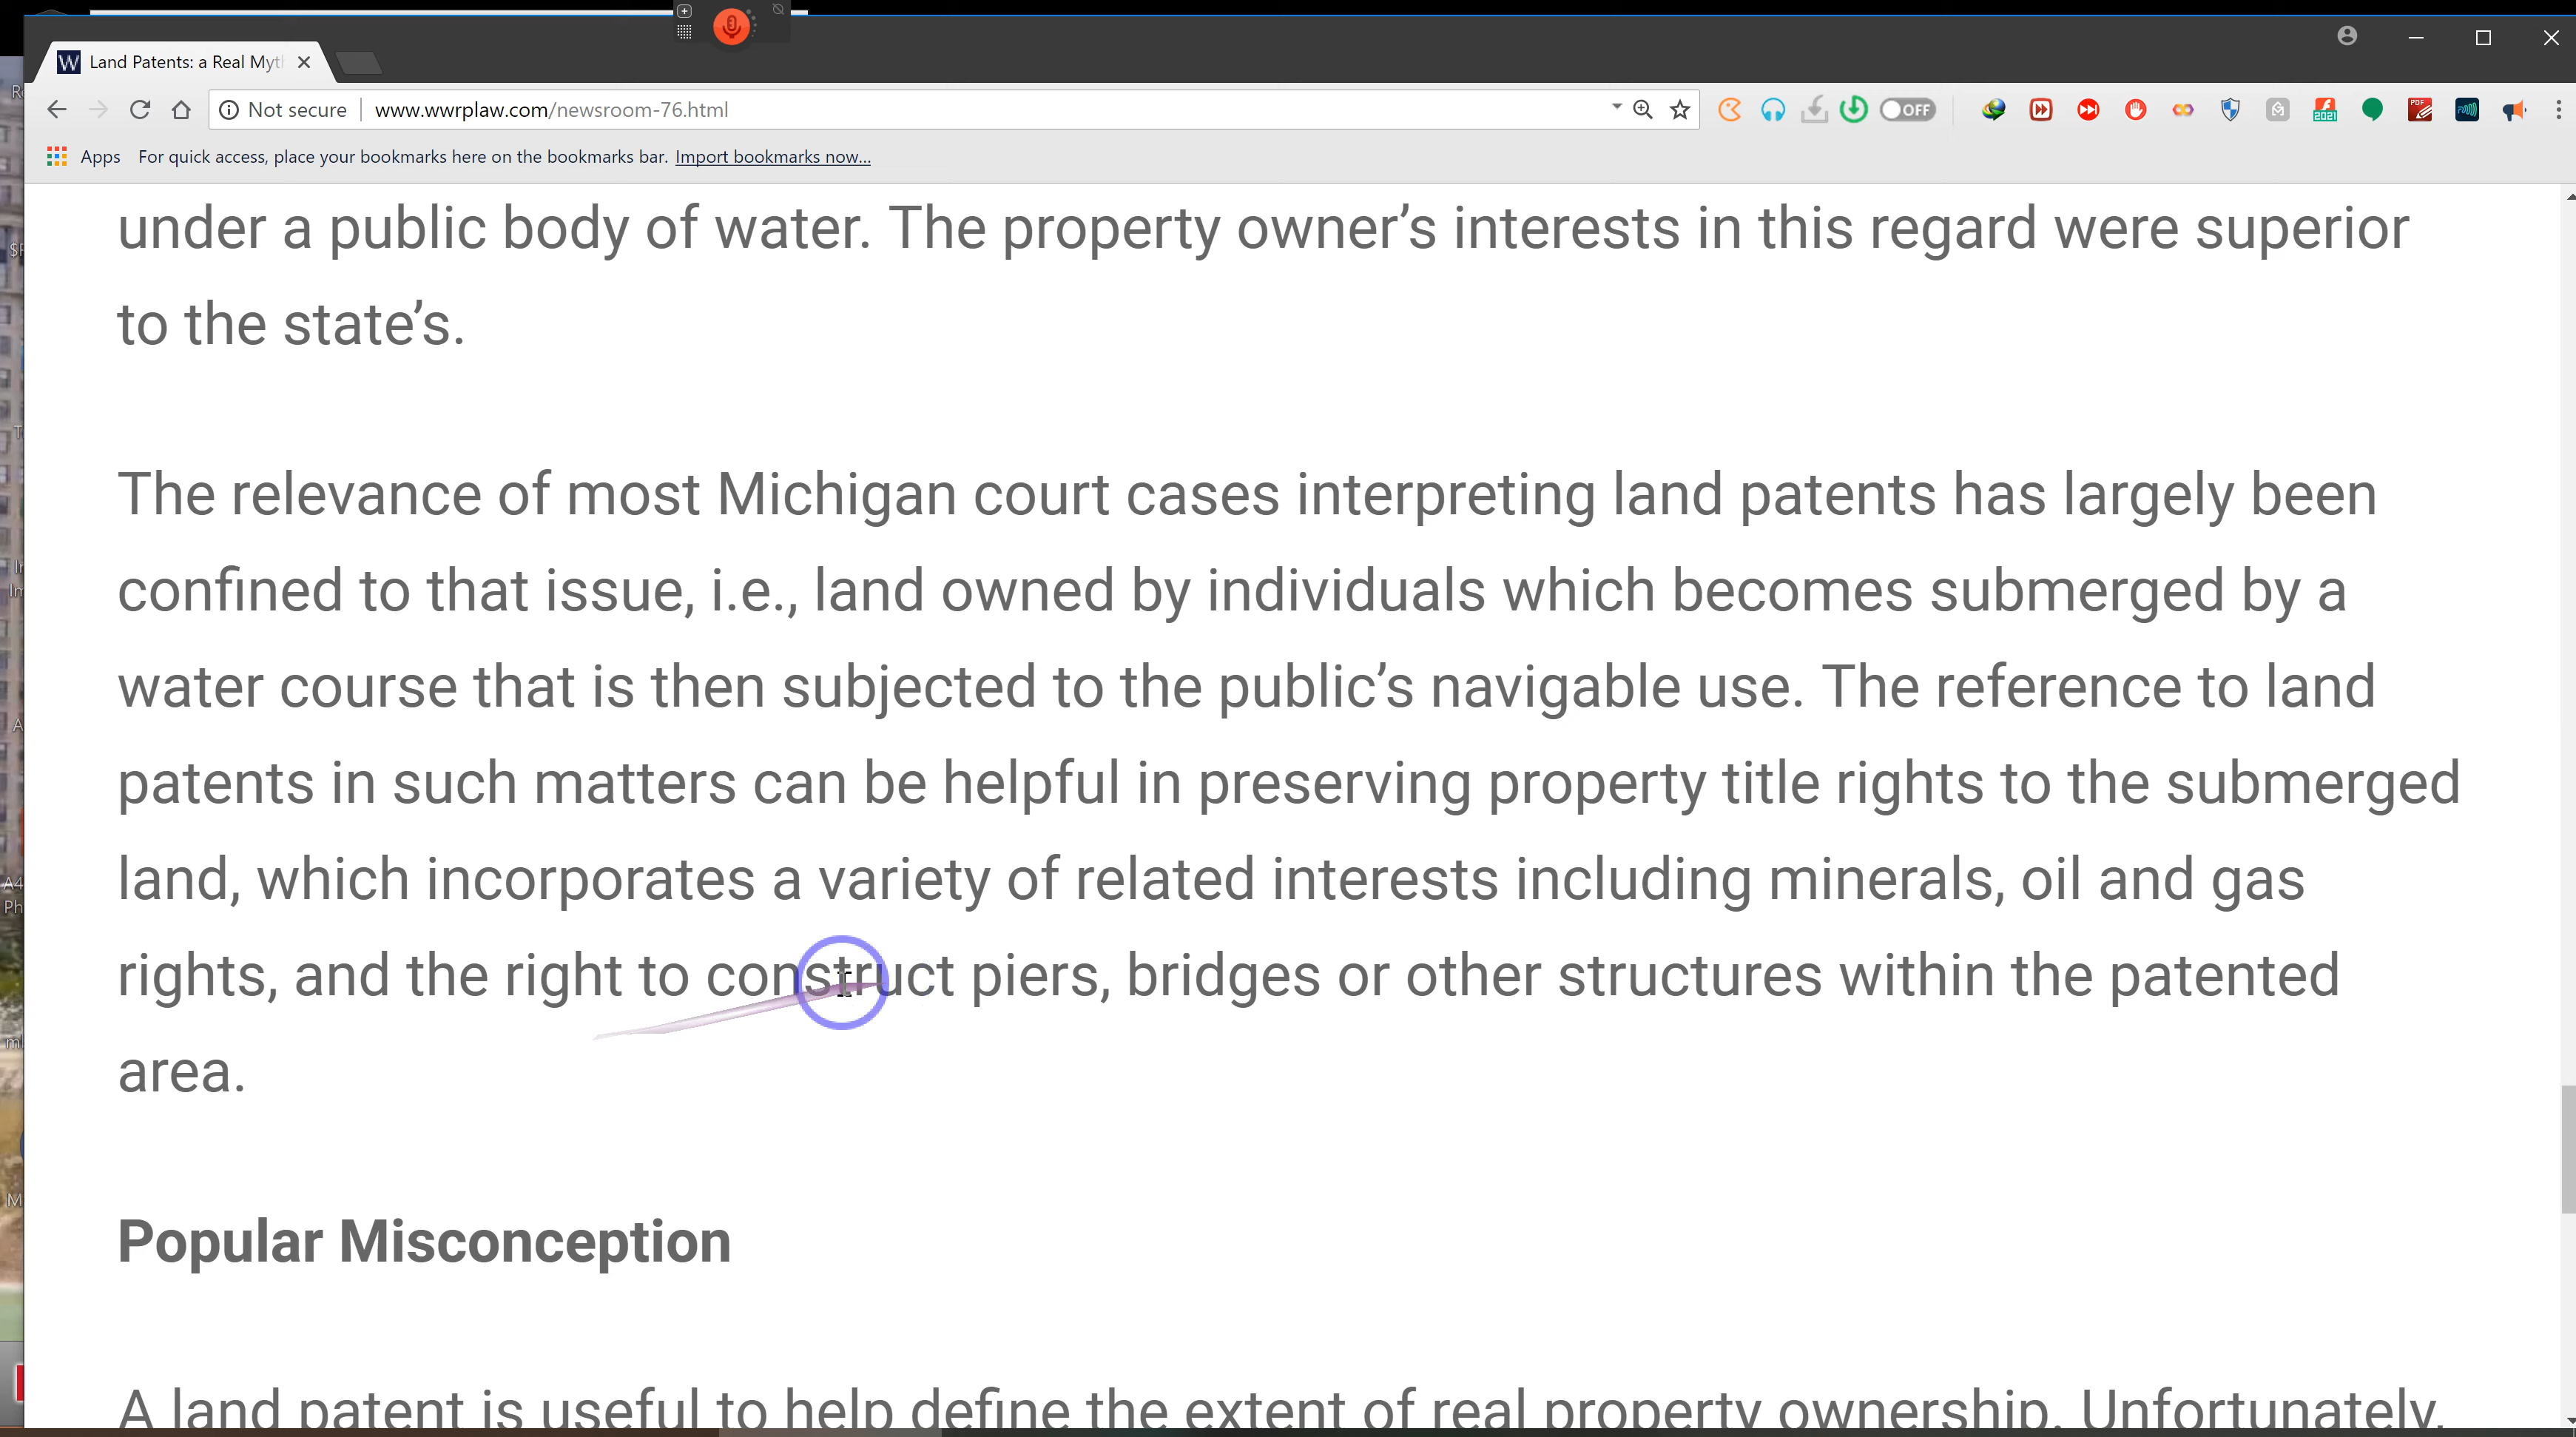 Land Patents: a Real Myt
Not secure www.wwrplaw.com/newsroom-76.html
OFF
2021
PDF
Apps For quick access, place your bookmarks here on the bookmarks bar. Import bookmarks now...
under a public body of water. The property owner’s interests in this regard were superior
to the state’s.
The relevance of most Michigan court cases interpreting land patents has largely been
confined to that issue, i.e., land owned by individuals which becomes submerged by a
water course that is then subjected to the public’s navigable use. The reference to land
patents in such matters can be helpful in preserving property title rights to the submerged
land, which incorporates a variety of related interests including minerals, oil and gas
rights, and the right to construct piers, bridges or other structures within the patented
area.
Popular Misconception
A land patent is useful to help define the extent of real property ownership. Unfortunately,